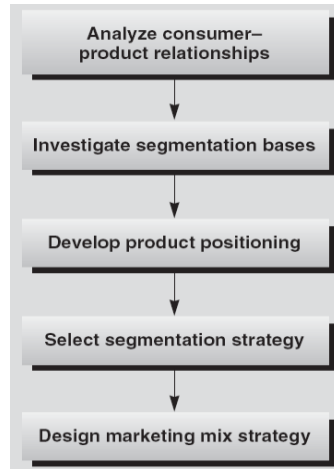 Analyze consumer–
product relationships
Investigate segmentation bases
Develop product positioning
Select segmentation strategy
Design marketing mix strategy